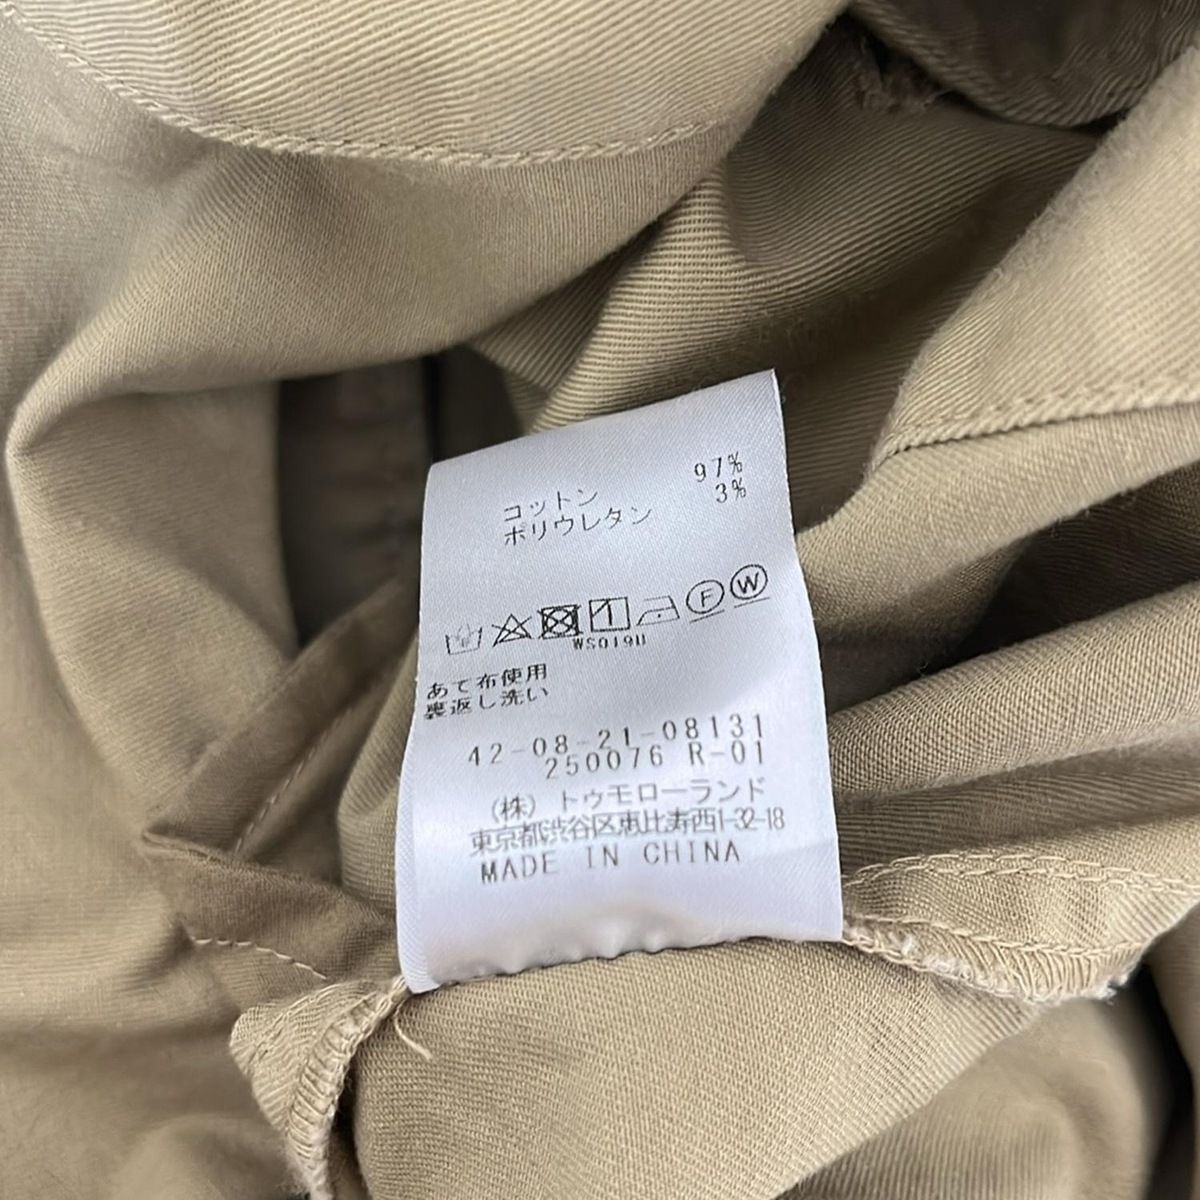 コットン 97%
ポリウレタン 3%
F W
WS019U
あて布使用
裏返し洗い
42-08-21-08131
250076 R-01
(株) トゥモローランド
東京都渋谷区恵比寿西1-32-18
MADE IN CHINA